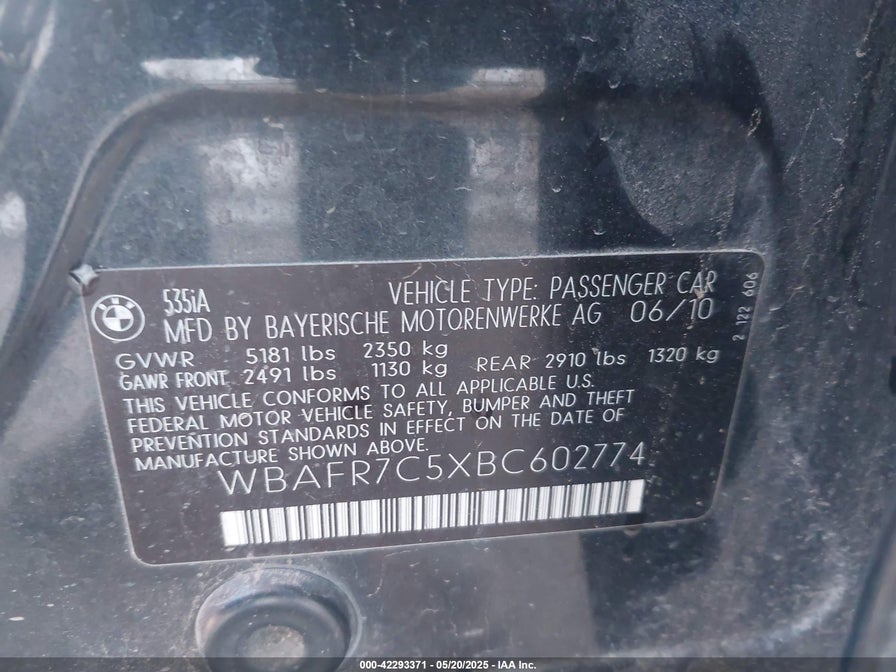 535iA
VEHICLE TYPE: PASSENGER CAR
MFD BY BAYERISCHE MOTORENWERKE AG 06/10
GVWR 5181 lbs 2350 kg
GAWR FRONT 2491 lbs 1130 kg REAR 2910 lbs 1320 kg
THIS VEHICLE CONFORMS TO ALL APPLICABLE U.S.
FEDERAL MOTOR VEHICLE SAFETY, BUMPER AND THEFT
PREVENTION STANDARDS IN EFFECT ON THE DATE OF
MANUFACTURE SHOWN ABOVE.
WBAFR7C5XBC602774
2 122 606
000-42293371 - 05/20/2025 - IAA Inc.